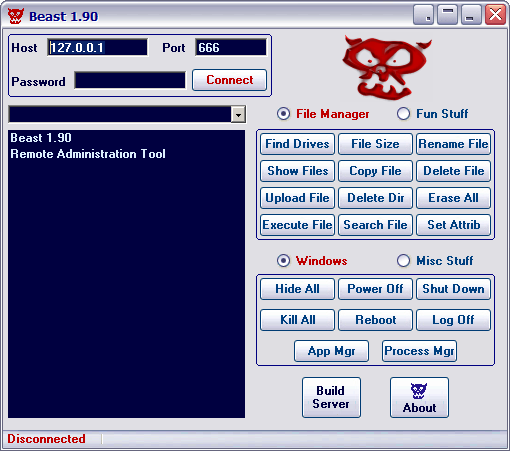 Beast 1.90
Host 127.0.0.1 Port 666
Password Connect
File Manager Fun Stuff
Beast 1.90
Remote Administration Tool
Find Drives File Size Rename File
Show Files Copy File Delete File
Upload File Delete Dir Erase All
Execute File Search File Set Attrib
Windows Misc Stuff
Hide All Power Off Shut Down
Kill All Reboot Log Off
App Mgr Process Mgr
Build
Server
About
Disconnected